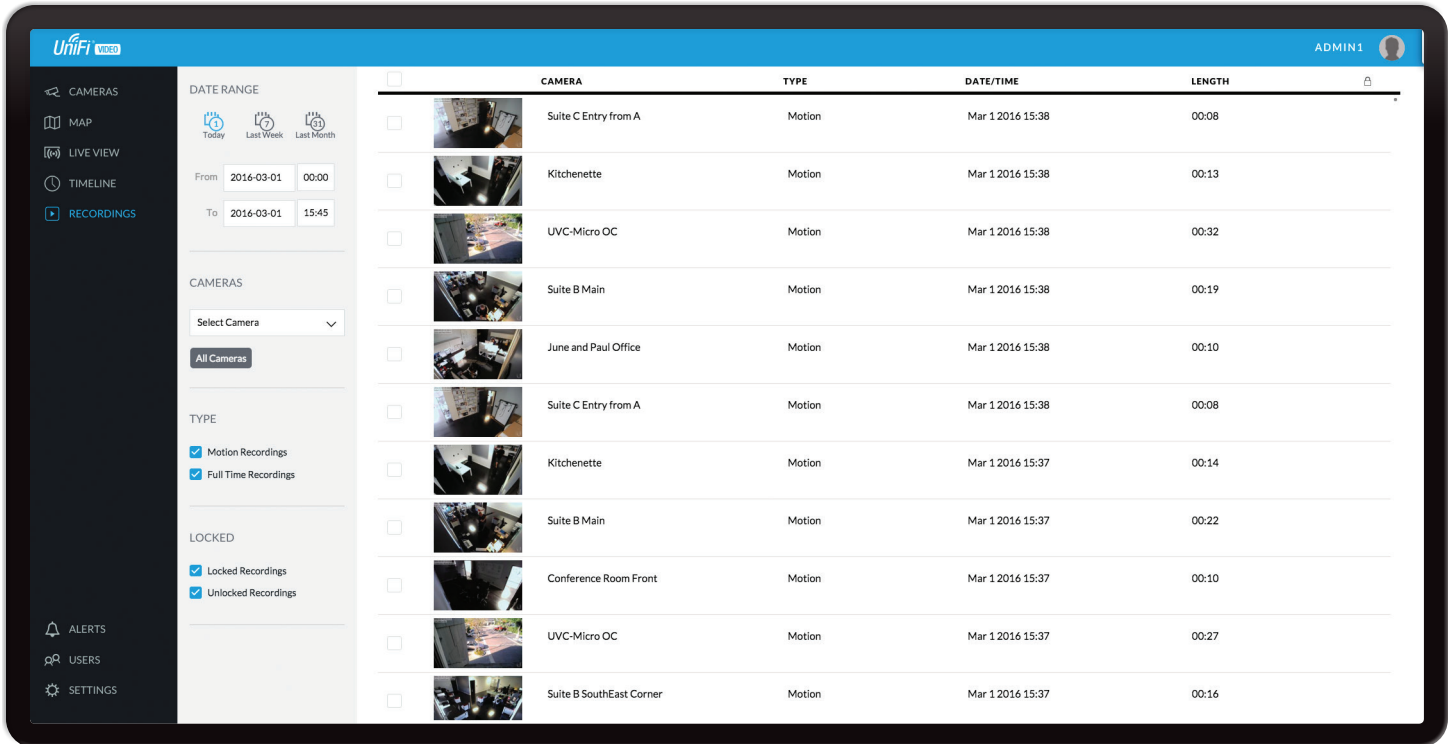 UniFi VIDEO
ADMIN1
CAMERAS
MAP
LIVE VIEW
TIMELINE
RECORDINGS
ALERTS
USERS
SETTINGS
DATE RANGE
1 7 31
Today Last Week Last Month
From 2016-03-01 00:00
To 2016-03-01 15:45
CAMERAS
Select Camera
All Cameras
TYPE
Motion Recordings
Full Time Recordings
LOCKED
Locked Recordings
Unlocked Recordings
CAMERA TYPE DATE/TIME LENGTH
Suite C Entry from A Motion Mar 1 2016 15:38 00:08
Kitchenette Motion Mar 1 2016 15:38 00:13
UVC-Micro OC Motion Mar 1 2016 15:38 00:32
Suite B Main Motion Mar 1 2016 15:38 00:19
June and Paul Office Motion Mar 1 2016 15:38 00:10
Suite C Entry from A Motion Mar 1 2016 15:38 00:08
Kitchenette Motion Mar 1 2016 15:37 00:14
Suite B Main Motion Mar 1 2016 15:37 00:22
Conference Room Front Motion Mar 1 2016 15:37 00:10
UVC-Micro OC Motion Mar 1 2016 15:37 00:27
Suite B SouthEast Corner Motion Mar 1 2016 15:37 00:16